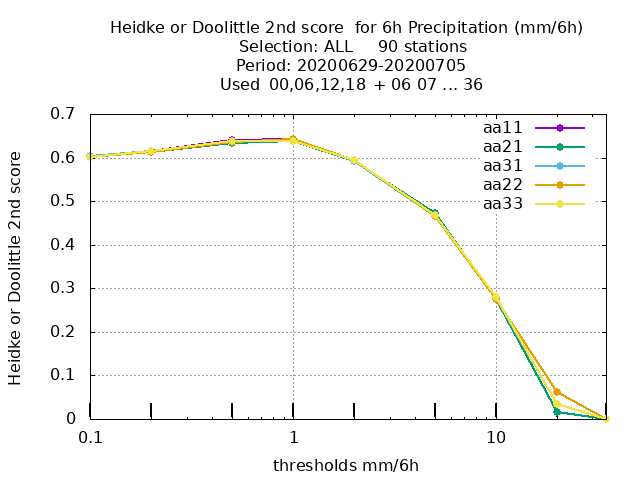 Heidke or Doolittle 2nd score  for 6h Precipitation (mm/6h)
Selection: ALL     90 stations
Period: 20200629-20200705
Used 00,06,12,18 + 06 07 ... 36
Heidke or Doolittle 2nd score
0.7
0.6
0.5
0.4
0.3
0.2
0.1
0
aa11
aa21
aa31
aa22
aa33
0.1
1
10
thresholds mm/6h